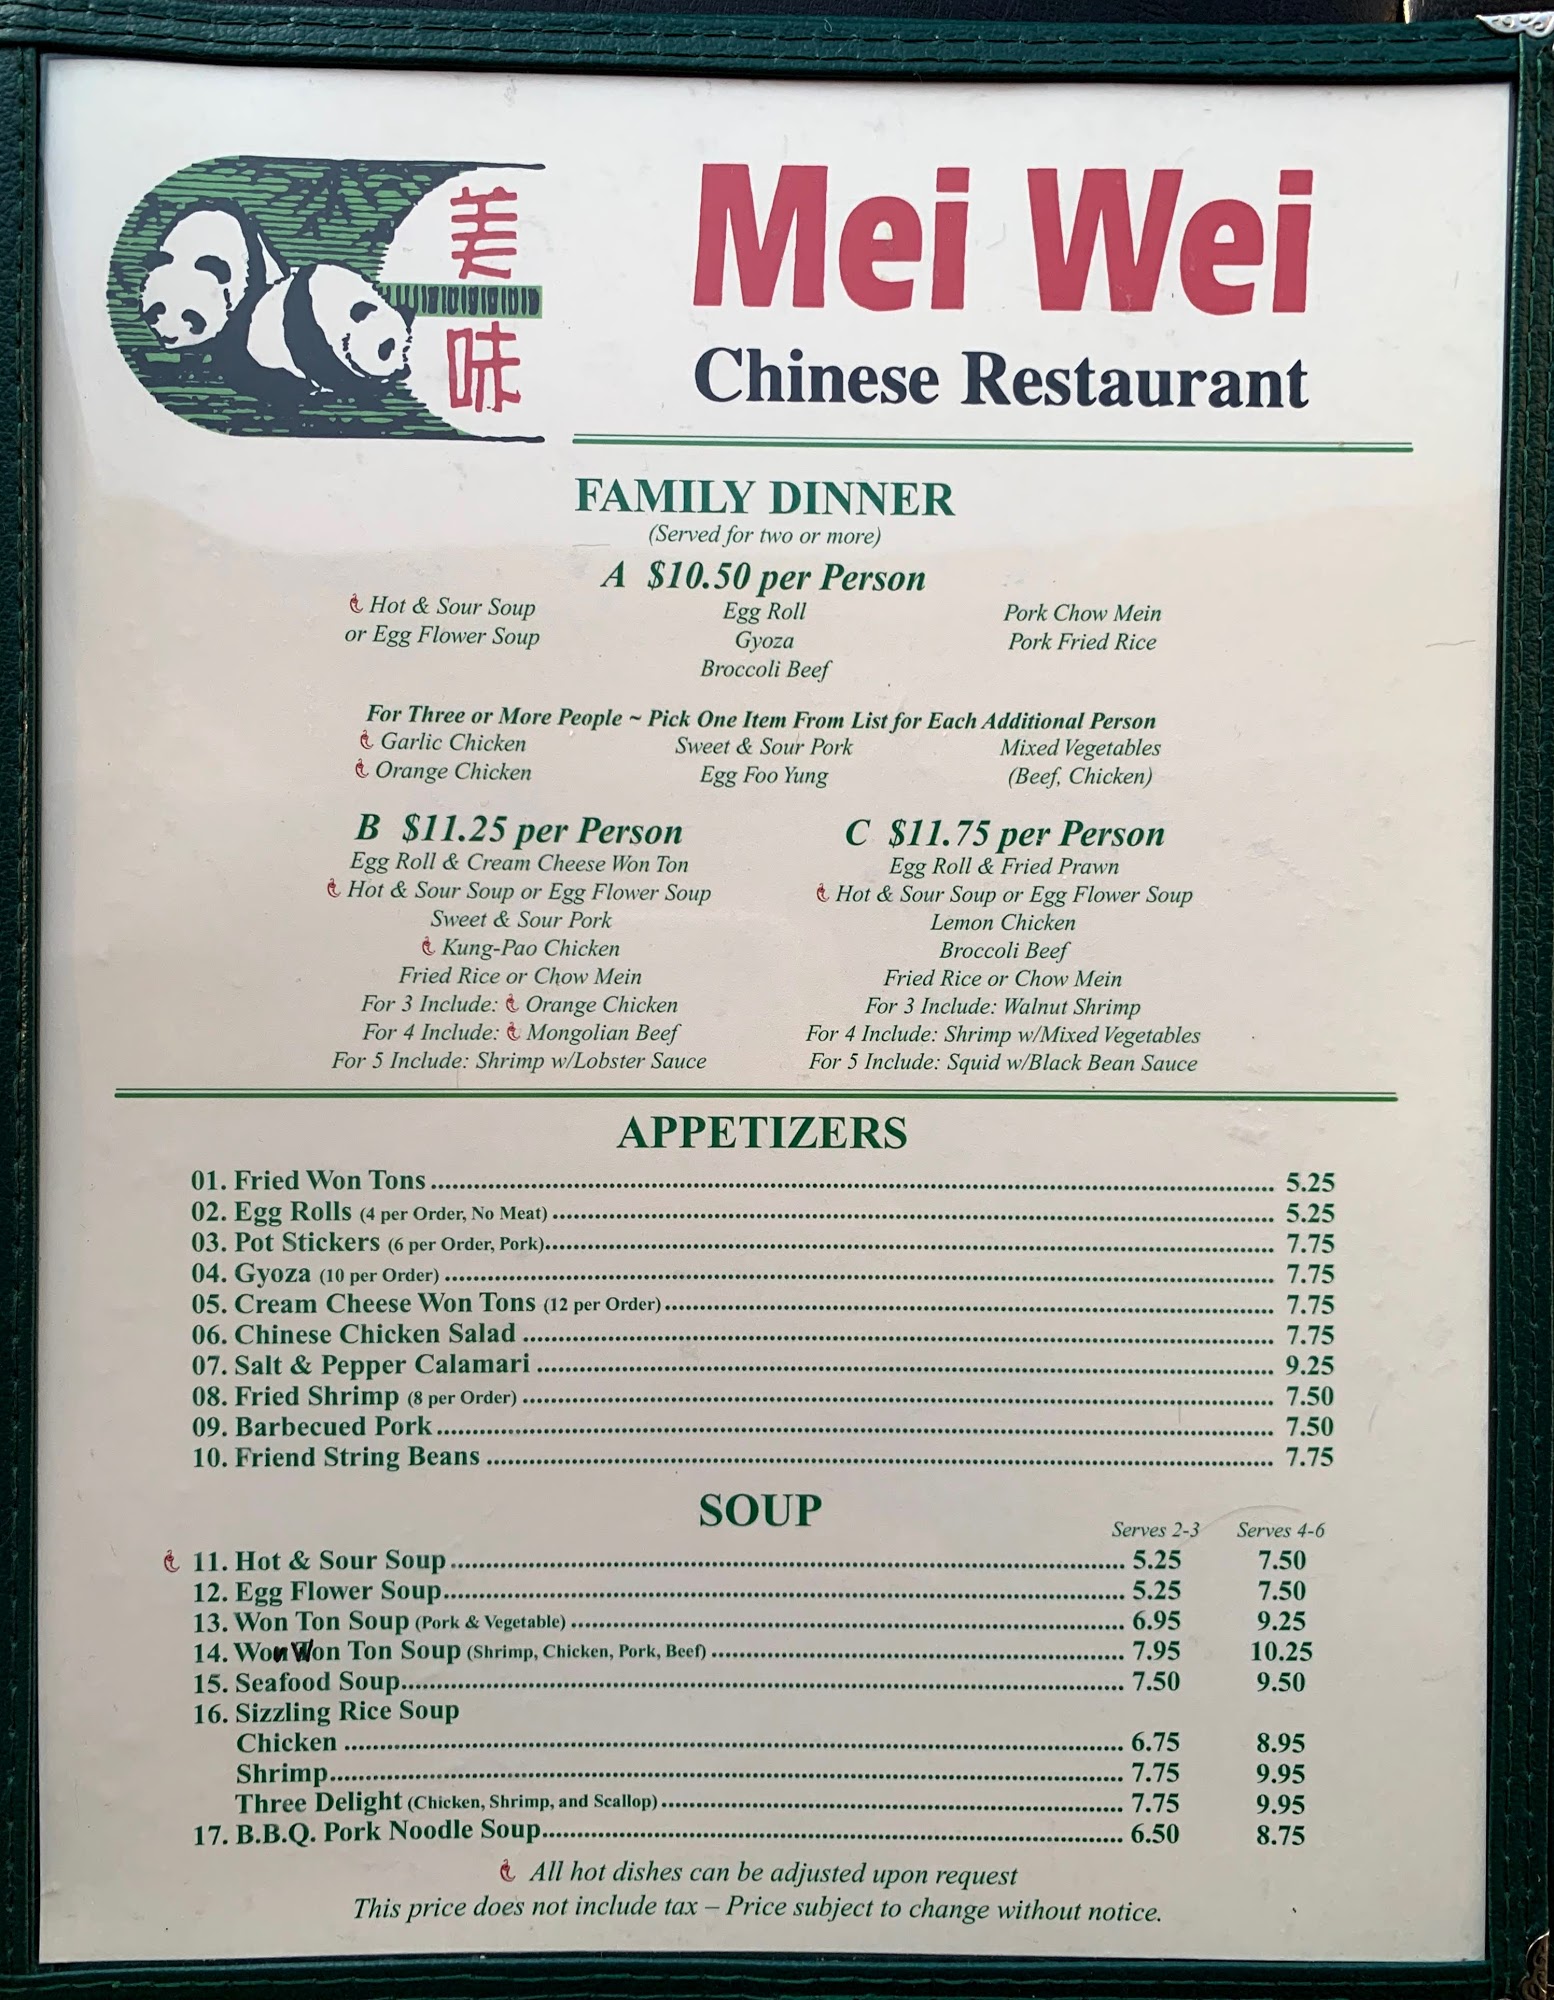 美味
Mei Wei
Chinese Restaurant
FAMILY DINNER
(Served for two or more)
A $10.50 per Person
Hot & Sour Soup
or Egg Flower Soup
Egg Roll
Gyoza
Broccoli Beef
Pork Chow Mein
Pork Fried Rice
For Three or More People ~ Pick One Item From List for Each Additional Person
Garlic Chicken
Orange Chicken
Sweet & Sour Pork
Egg Foo Yung
Mixed Vegetables
(Beef, Chicken)
B $11.25 per Person
Egg Roll & Cream Cheese Won Ton
Hot & Sour Soup or Egg Flower Soup
Sweet & Sour Pork
Kung-Pao Chicken
Fried Rice or Chow Mein
For 3 Include: Orange Chicken
For 4 Include: Mongolian Beef
For 5 Include: Shrimp w/Lobster Sauce
C $11.75 per Person
Egg Roll & Fried Prawn
Hot & Sour Soup or Egg Flower Soup
Lemon Chicken
Broccoli Beef
Fried Rice or Chow Mein
For 3 Include: Walnut Shrimp
For 4 Include: Shrimp w/Mixed Vegetables
For 5 Include: Squid w/Black Bean Sauce
APPETIZERS
01. Fried Won Tons 5.25
02. Egg Rolls (4 per Order, No Meat) 5.25
03. Pot Stickers (6 per Order, Pork) 7.75
04. Gyoza (10 per Order) 7.75
05. Cream Cheese Won Tons (12 per Order) 7.75
06. Chinese Chicken Salad 7.75
07. Salt & Pepper Calamari 9.25
08. Fried Shrimp (8 per Order) 7.50
09. Barbecued Pork 7.50
10. Friend String Beans 7.75
SOUP
Serves 2-3 Serves 4-6
11. Hot & Sour Soup 5.25 7.50
12. Egg Flower Soup 5.25 7.50
13. Won Ton Soup (Pork & Vegetable) 6.95 9.25
14. Won Won Ton Soup (Shrimp, Chicken, Pork, Beef) 7.95 10.25
15. Seafood Soup 7.50 9.50
16. Sizzling Rice Soup
Chicken 6.75 8.95
Shrimp 7.75 9.95
Three Delight (Chicken, Shrimp, and Scallop) 7.75 9.95
17. B.B.Q. Pork Noodle Soup 6.50 8.75
All hot dishes can be adjusted upon request
This price does not include tax – Price subject to change without notice.